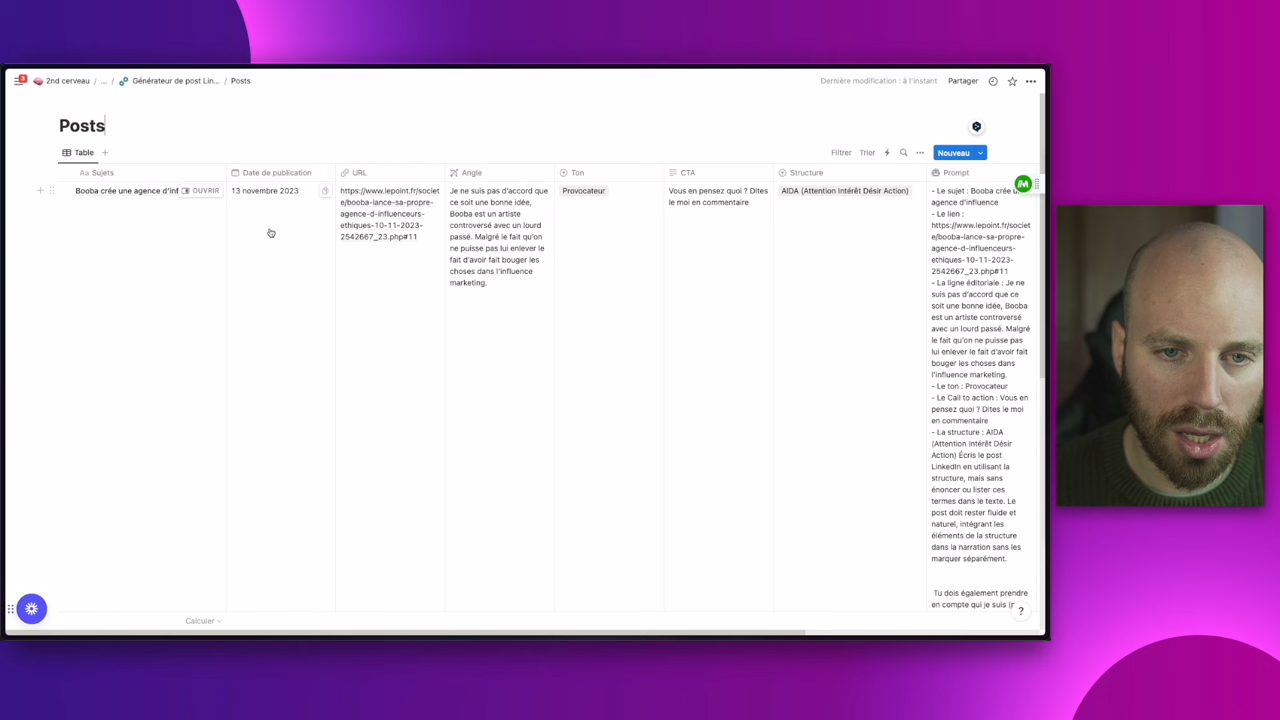 3
2nd cerveau / ... / Générateur de post Lin... / Posts
Dernière modification : à l'instant
Partager
Posts
Table
Filtrer
Trier
Nouveau
Aa Sujets
Date de publication
URL
Angle
Ton
CTA
Structure
Prompt
Booba crée une agence d'inf
OUVRIR
13 novembre 2023
https://www.lepoint.fr/societ
e/booba-lance-sa-propre-
agence-d-influenceurs-
ethiques-10-11-2023-
2542667_23.php#11
Je ne suis pas d'accord que
ce soit une bonne idée,
Booba est un artiste
controversé avec un lourd
passé. Malgré le fait qu'on
ne puisse pas lui enlever le
fait d'avoir fait bouger les
choses dans l'influence
marketing.
Provocateur
Vous en pensez quoi ? Dites
le moi en commentaire
AIDA (Attention Intérêt Désir Action)
- Le sujet : Booba crée une
agence d'influence
- Le lien :
https://www.lepoint.fr/societ
e/booba-lance-sa-propre-
agence-d-influenceurs-
ethiques-10-11-2023-
2542667_23.php#11
- La ligne éditoriale : Je ne
suis pas d'accord que ce
soit une bonne idée, Booba
est un artiste controversé
avec un lourd passé. Malgré
le fait qu'on ne puisse pas
lui enlever le fait d'avoir fait
bouger les choses dans
l'influence marketing.
- Le ton : Provocateur
- Le Call to action : Vous en
pensez quoi ? Dites le moi
en commentaire
- La structure : AIDA
(Attention Intérêt Désir
Action) Écris le post
LinkedIn en utilisant la
structure, mais sans
énoncer ou lister ces
termes dans le texte. Le
post doit rester fluide et
naturel, intégrant les
éléments de la structure
dans la narration sans les
marquer séparément.
Tu dois également prendre
en compte qui je suis
Calculer
?